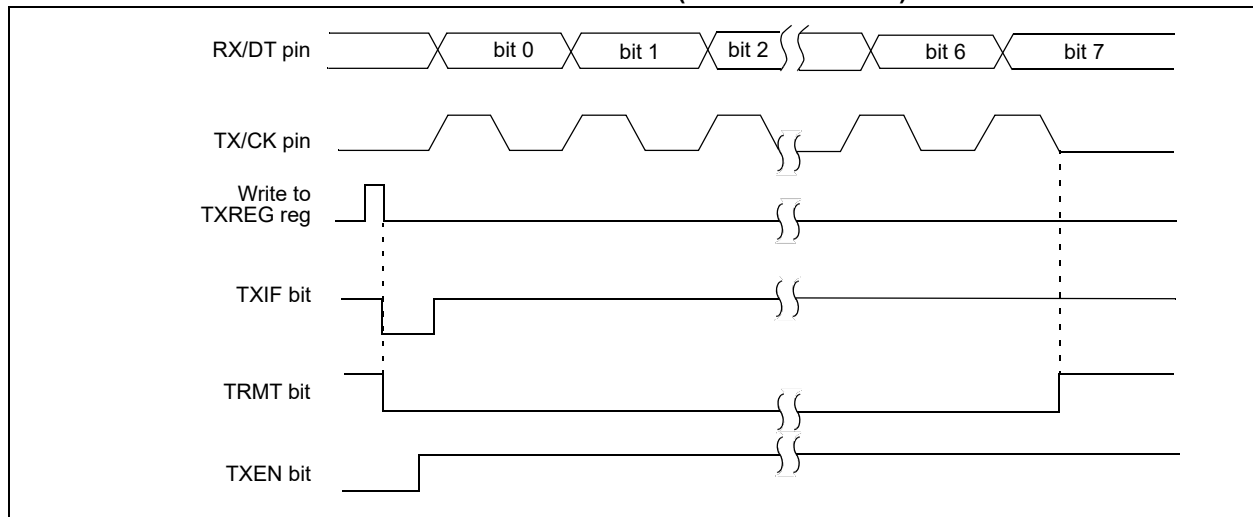 RX/DT pin
bit 0
bit 1
bit 2
bit 6
bit 7
TX/CK pin
Write to
TXREG reg
TXIF bit
TRMT bit
TXEN bit